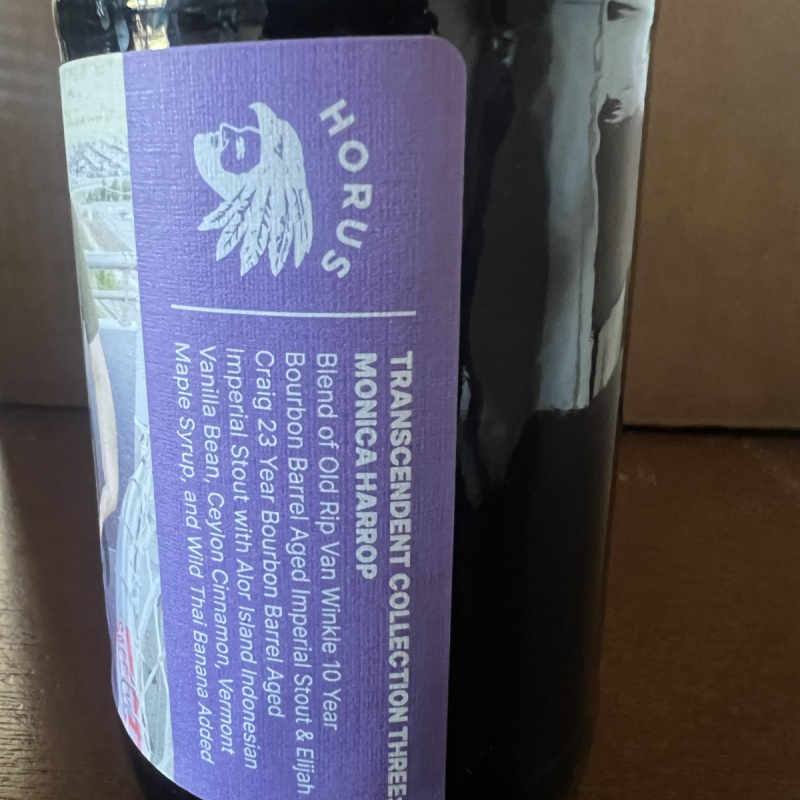 HORUS
TRANSCENDENT COLLECTION THREE:
MONICA HARROP
Blend of Old Rip Van Winkle 10 Year
Bourbon Barrel Aged Imperial Stout & Elijah
Craig 23 Year Bourbon Barrel Aged
Imperial Stout with Alor Island Indonesian
Vanilla Bean, Ceylon Cinnamon, Vermont
Maple Syrup, and Wild Thai Banana Added